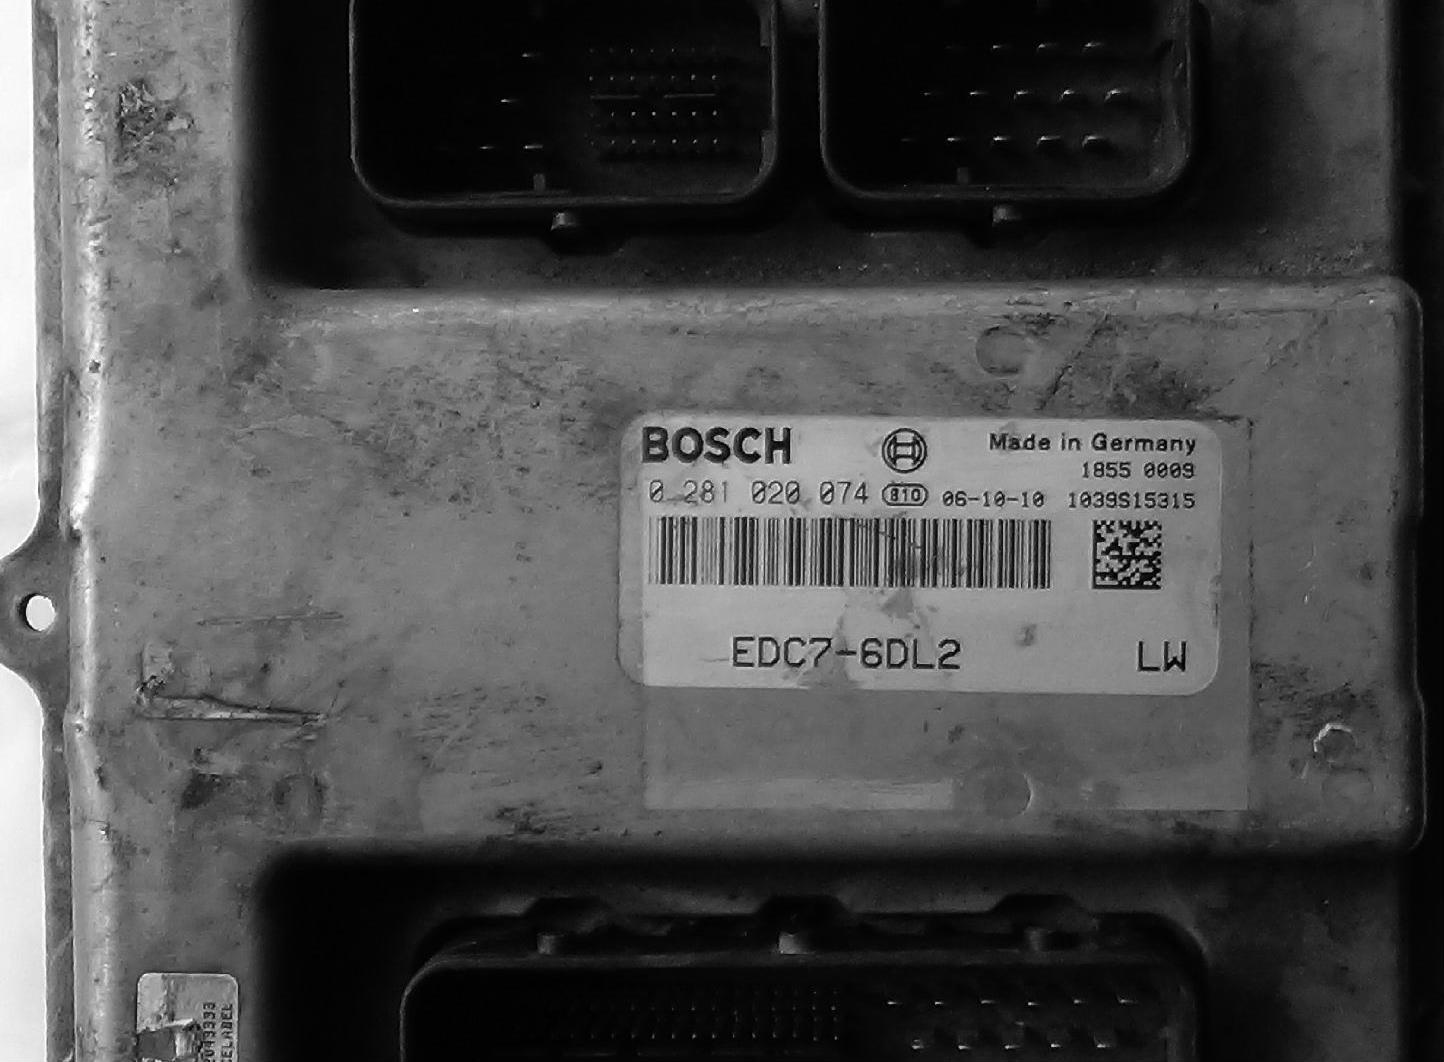 BOSCH Made in Germany
1855 0009
0 281 020 074 810 06-10-10 1039S15315
EDC7-6DL2 LW